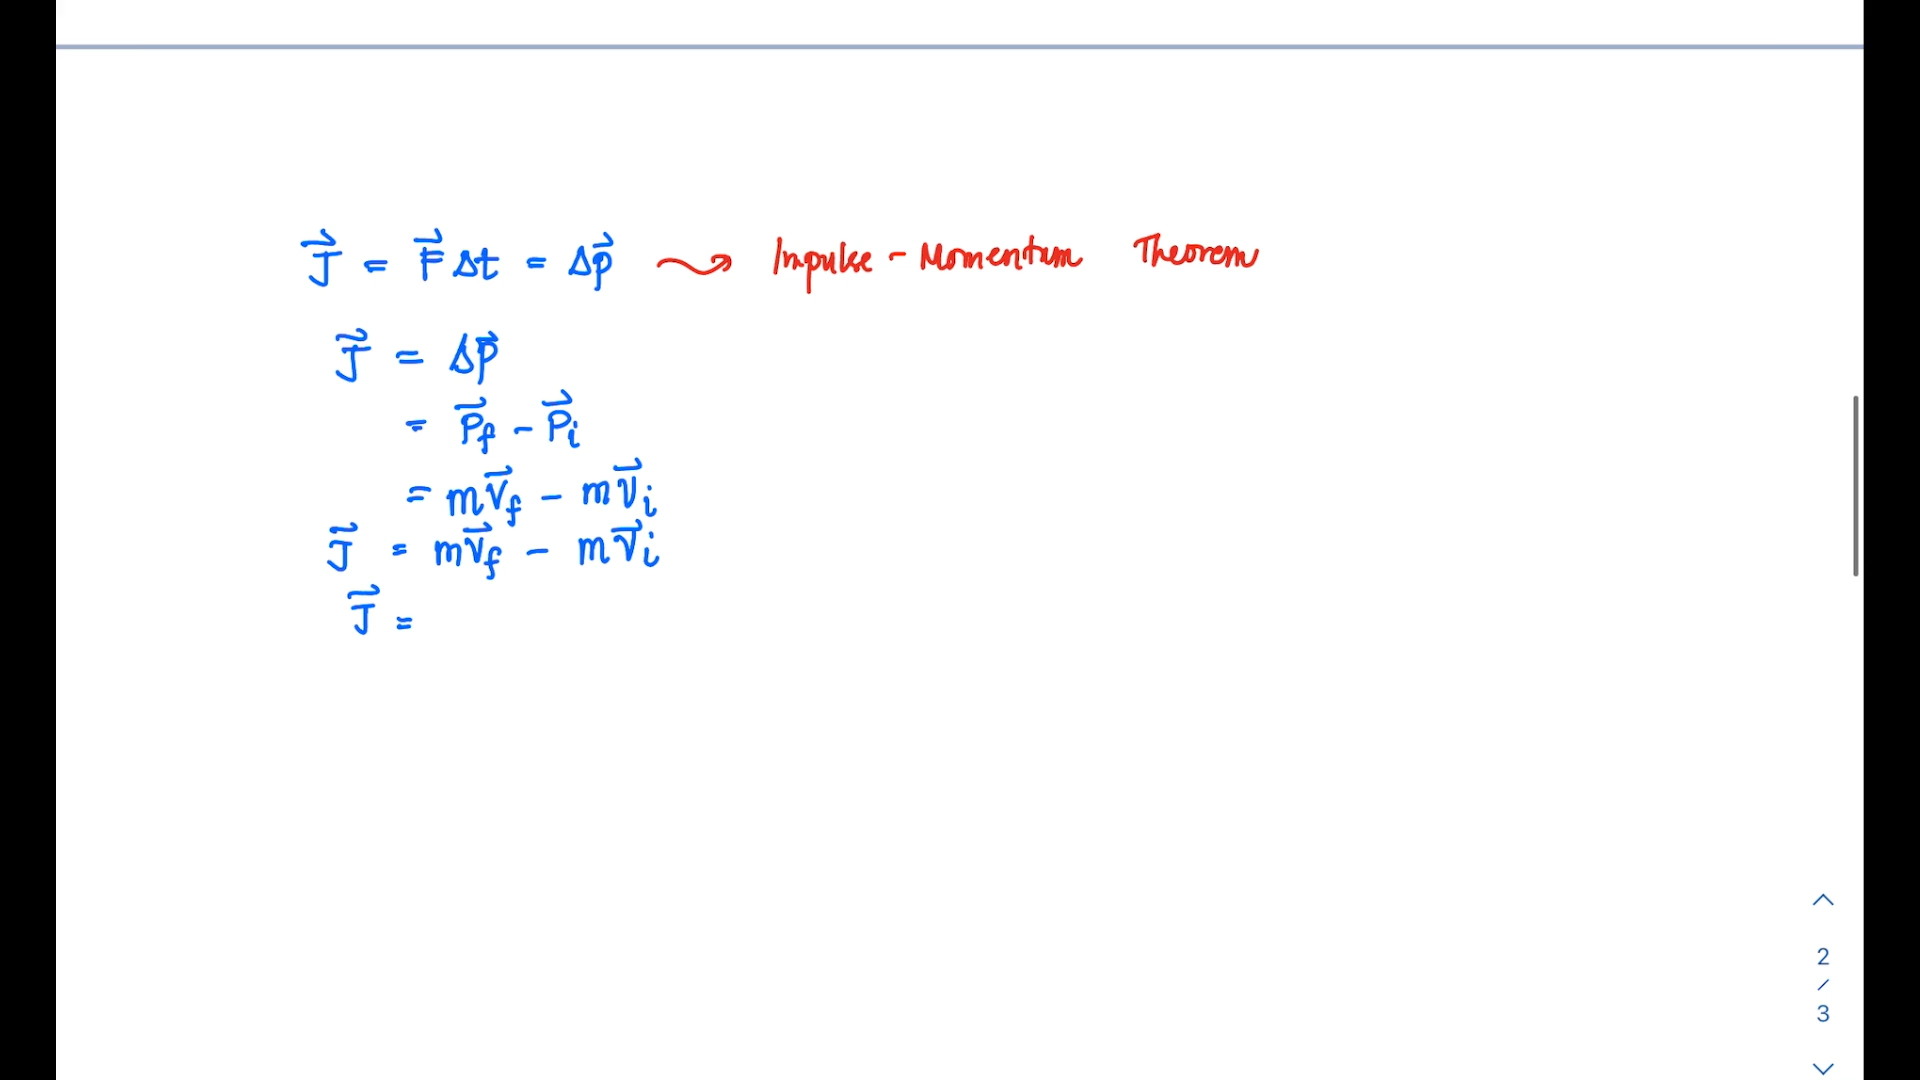 J⃗ = F⃗ Δt = Δp⃗ ⤳ Impulse - Momentum Theorem
J⃗ = Δp⃗
= P⃗f - P⃗i
= mV⃗f - mV⃗i
J⃗ = mV⃗f - mV⃗i
J⃗ =
2
/
3